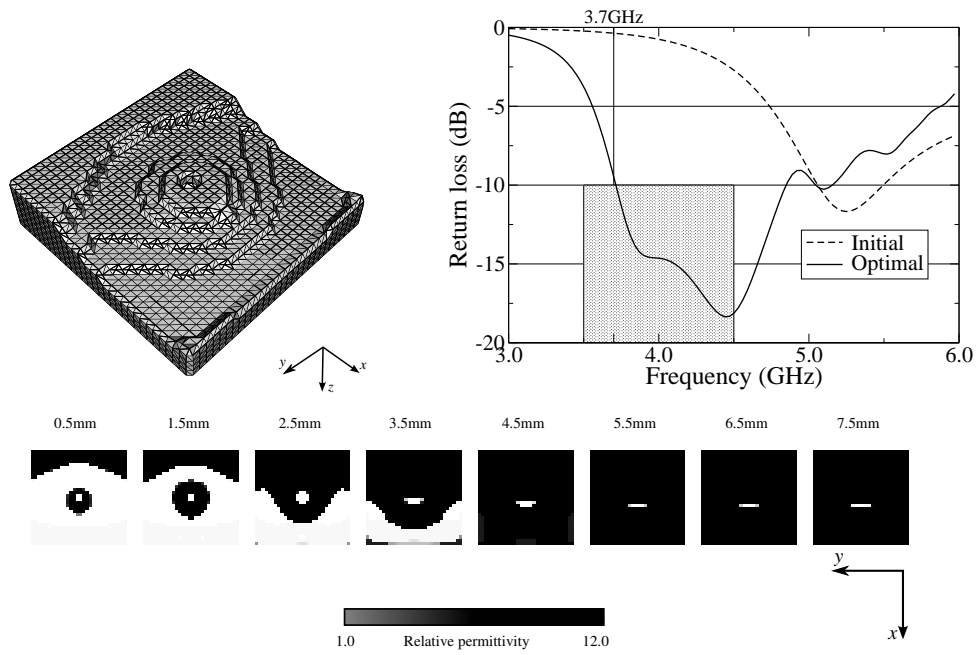 3.7GHz
0
-5
-10
-15
-20
Return loss (dB)
Initial
Optimal
3.0
4.0
5.0
6.0
Frequency (GHz)
y
x
z
0.5mm
1.5mm
2.5mm
3.5mm
4.5mm
5.5mm
6.5mm
7.5mm
y
x
1.0
Relative permittivity
12.0